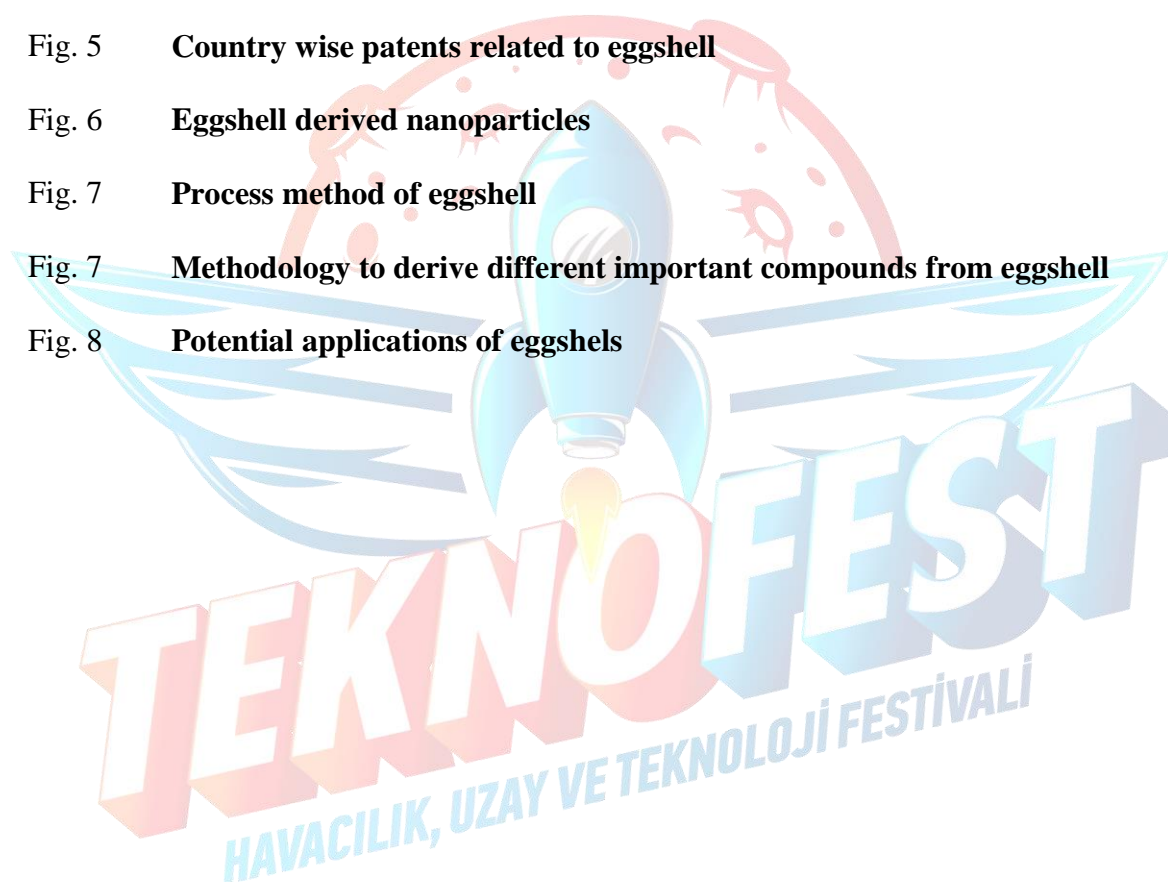 Fig. 5 Country wise patents related to eggshell
Fig. 6 Eggshell derived nanoparticles
Fig. 7 Process method of eggshell
Fig. 7 Methodology to derive different important compounds from eggshell
Fig. 8 Potential applications of eggshels
TEKNOFEST
HAVACILIK, UZAY VE TEKNOLOJİ FESTİVALİ